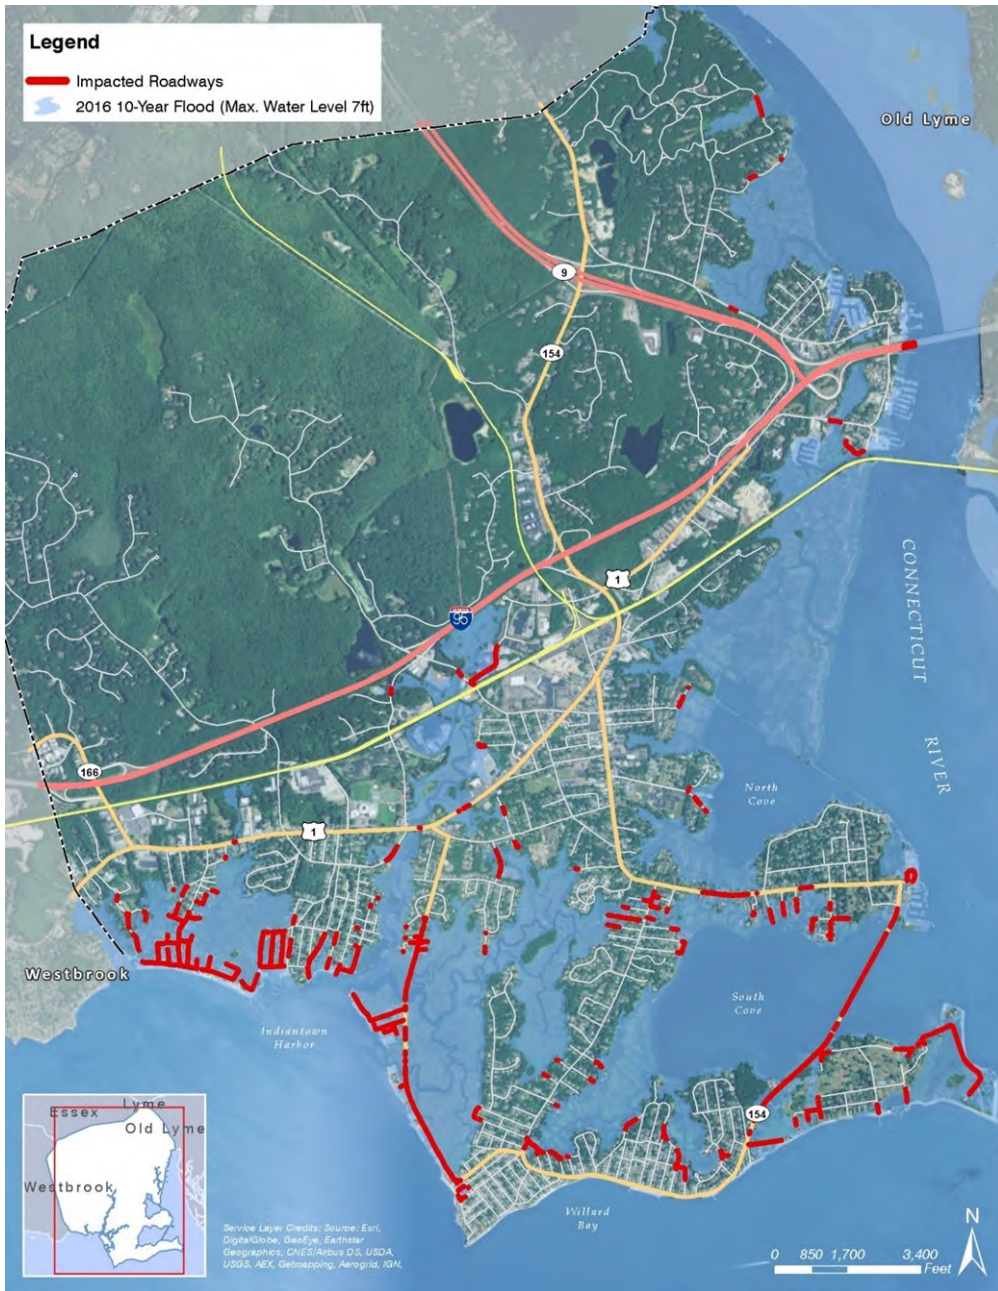 Legend
Impacted Roadways
2016 10-Year Flood (Max. Water Level 7ft)
Old Lyme
9
154
1
95
CONNECTICUT
RIVER
166
1
North
Cove
Westbrook
South
Cove
Indiantown
Harbor
154
Willard
Bay
Essex
Lyme
Old Lyme
Westbrook
Service Layer Credits: Source: Esri,
DigitalGlobe, GeoEye, Earthstar
Geographics, CNES/Airbus DS, USDA,
USGS, AEX, Getmapping, Aerogrid, IGN,
N
0 850 1,700 3,400
Feet